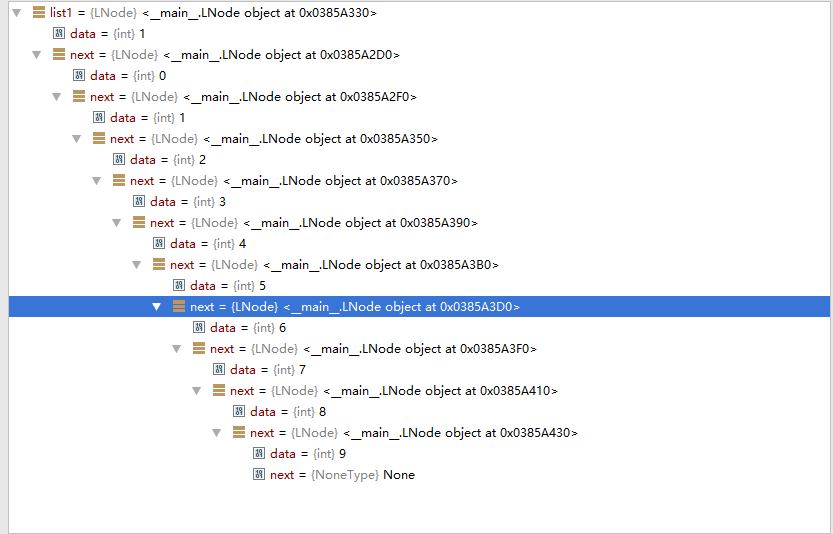 list1 = {LNode} <__main__.LNode object at 0x0385A330>
data = {int} 1
next = {LNode} <__main__.LNode object at 0x0385A2D0>
data = {int} 0
next = {LNode} <__main__.LNode object at 0x0385A2F0>
data = {int} 1
next = {LNode} <__main__.LNode object at 0x0385A350>
data = {int} 2
next = {LNode} <__main__.LNode object at 0x0385A370>
data = {int} 3
next = {LNode} <__main__.LNode object at 0x0385A390>
data = {int} 4
next = {LNode} <__main__.LNode object at 0x0385A3B0>
data = {int} 5
next = {LNode} <__main__.LNode object at 0x0385A3D0>
data = {int} 6
next = {LNode} <__main__.LNode object at 0x0385A3F0>
data = {int} 7
next = {LNode} <__main__.LNode object at 0x0385A410>
data = {int} 8
next = {LNode} <__main__.LNode object at 0x0385A430>
data = {int} 9
next = {NoneType} None